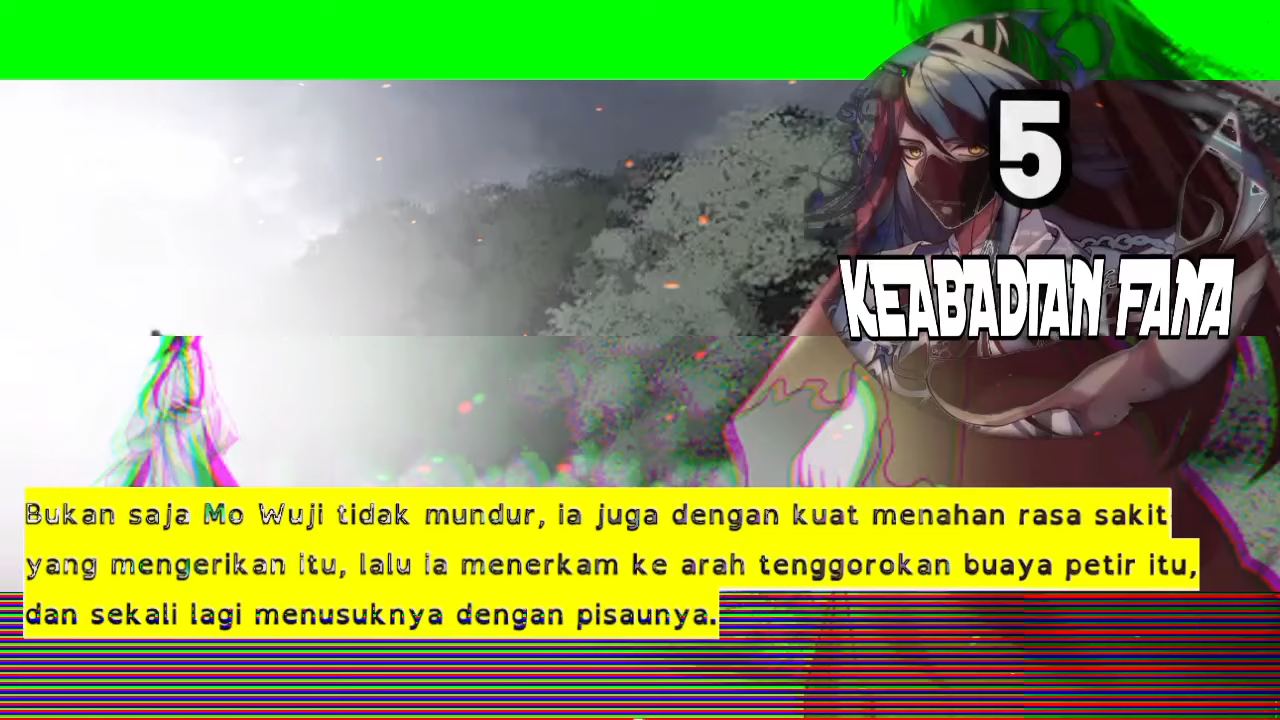 5
KEABADIAN FANA
Bukan saja Mo Wuji tidak mundur, ia juga dengan kuat menahan rasa sakit
yang mengerikan itu, lalu ia menerkam ke arah tenggorokan buaya petir itu,
dan sekali lagi menusuknya dengan pisaunya.